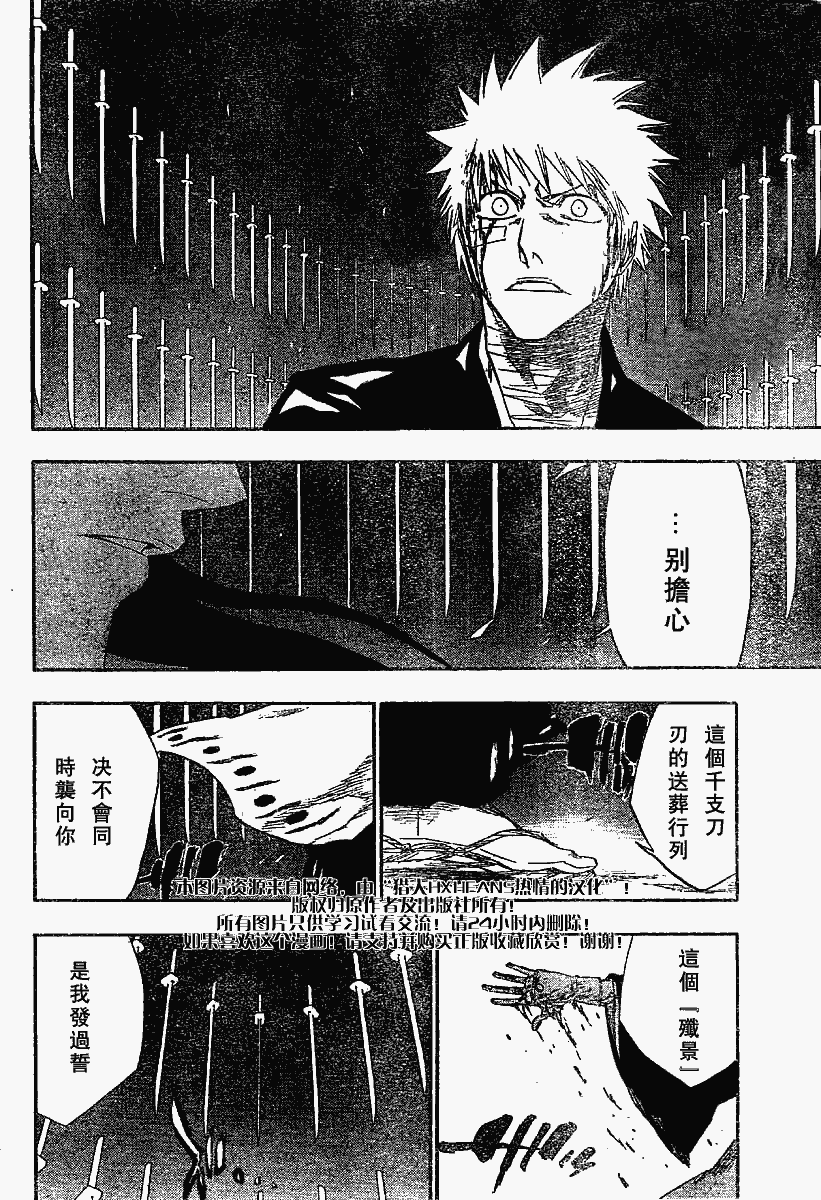 …别擔心
這個千支刀
刃的送葬行列
决不會同
時襲向你
本图片资源来自网络，由“猎人HXHFANS热情的汉化”！
版权归原作者及出版社所有！
所有图片只供学习试看交流！请24小时内删除！
如果喜欢这个漫画！请支持并购买正版收藏欣赏！谢谢！
這個『殲景』
是我發過誓